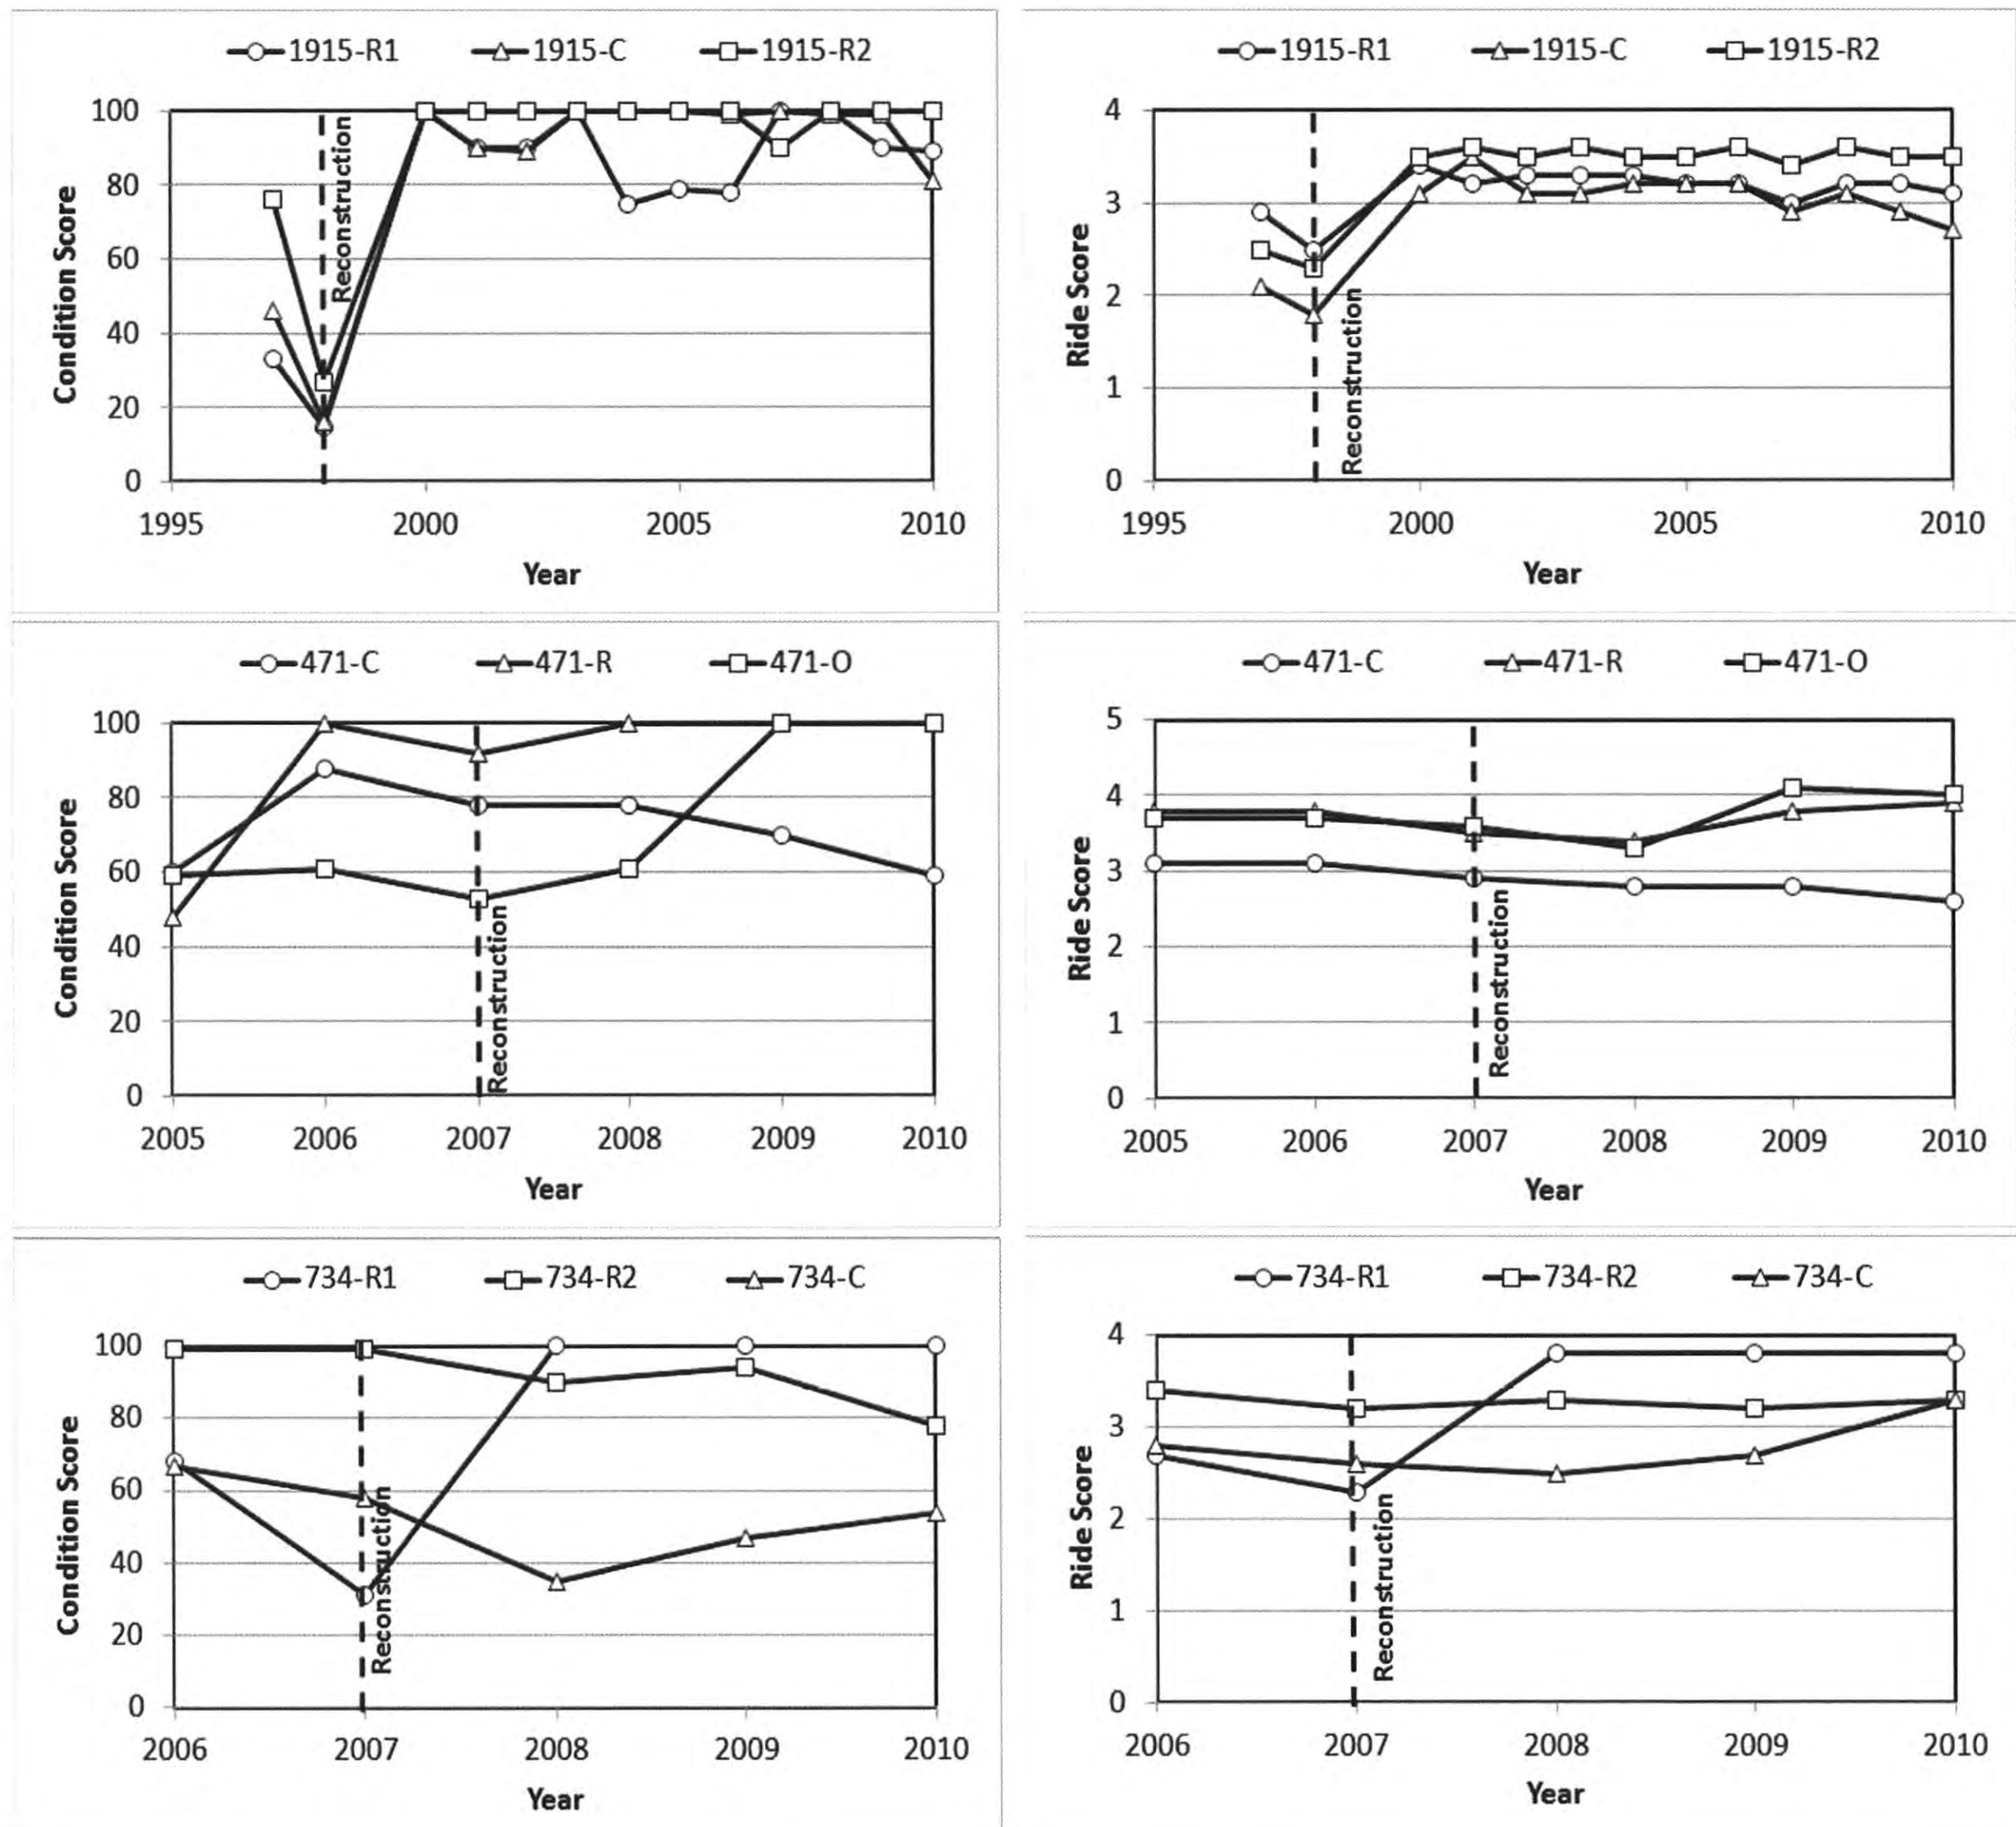 1915-R1 1915-C 1915-R2
100
80
60
40
20
0
Condition Score
Reconstruction
1995 2000 2005 2010
Year
1915-R1 1915-C 1915-R2
4
3
2
1
0
Ride Score
Reconstruction
1995 2000 2005 2010
Year
471-C 471-R 471-O
100
80
60
40
20
0
Condition Score
Reconstruction
2005 2006 2007 2008 2009 2010
Year
471-C 471-R 471-O
5
4
3
2
1
0
Ride Score
Reconstruction
2005 2006 2007 2008 2009 2010
Year
734-R1 734-R2 734-C
100
80
60
40
20
0
Condition Score
Reconstruction
2006 2007 2008 2009 2010
Year
734-R1 734-R2 734-C
4
3
2
1
0
Ride Score
Reconstruction
2006 2007 2008 2009 2010
Year